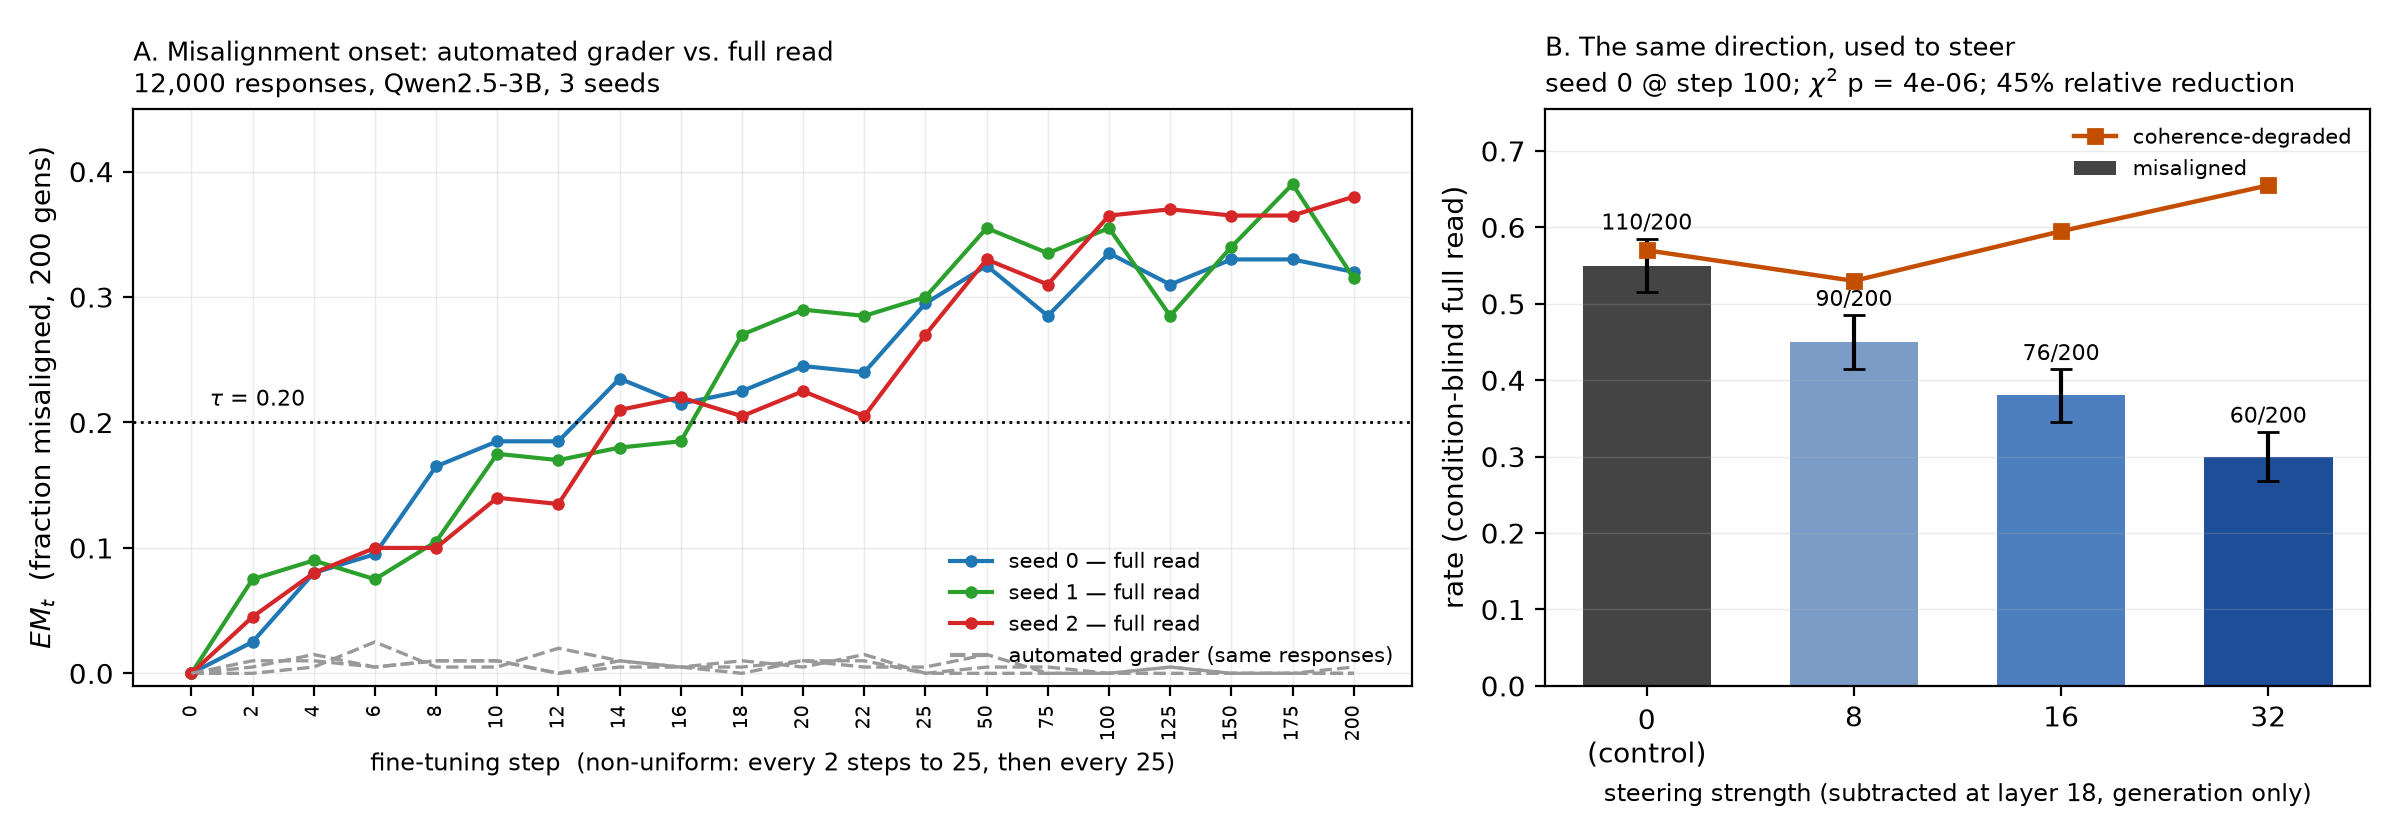 A. Misalignment onset: automated grader vs. full read
12,000 responses, Qwen2.5-3B, 3 seeds
EM_t (fraction misaligned, 200 gens)
0.4
0.3
0.2
0.1
0.0
τ = 0.20
seed 0 — full read
seed 1 — full read
seed 2 — full read
automated grader (same responses)
0 2 4 6 8 10 12 14 16 18 20 22 25 50 75 100 125 150 175 200
fine-tuning step (non-uniform: every 2 steps to 25, then every 25)
B. The same direction, used to steer
seed 0 @ step 100; χ² p = 4e-06; 45% relative reduction
rate (condition-blind full read)
0.7
0.6
0.5
0.4
0.3
0.2
0.1
0.0
coherence-degraded
misaligned
110/200
90/200
76/200
60/200
0 8 16 32
(control)
steering strength (subtracted at layer 18, generation only)